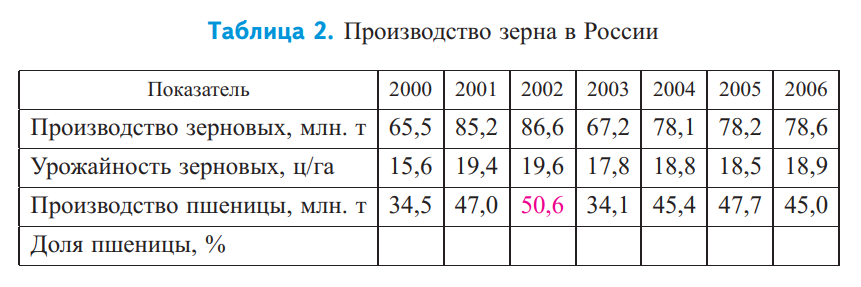 Таблица 2. Производство зерна в России
Показатель 2000 2001 2002 2003 2004 2005 2006
Производство зерновых, млн. т 65,5 85,2 86,6 67,2 78,1 78,2 78,6
Урожайность зерновых, ц/га 15,6 19,4 19,6 17,8 18,8 18,5 18,9
Производство пшеницы, млн. т 34,5 47,0 50,6 34,1 45,4 47,7 45,0
Доля пшеницы, %